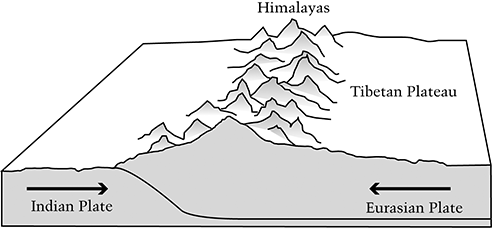 Himalayas
Tibetan Plateau
Indian Plate
Eurasian Plate